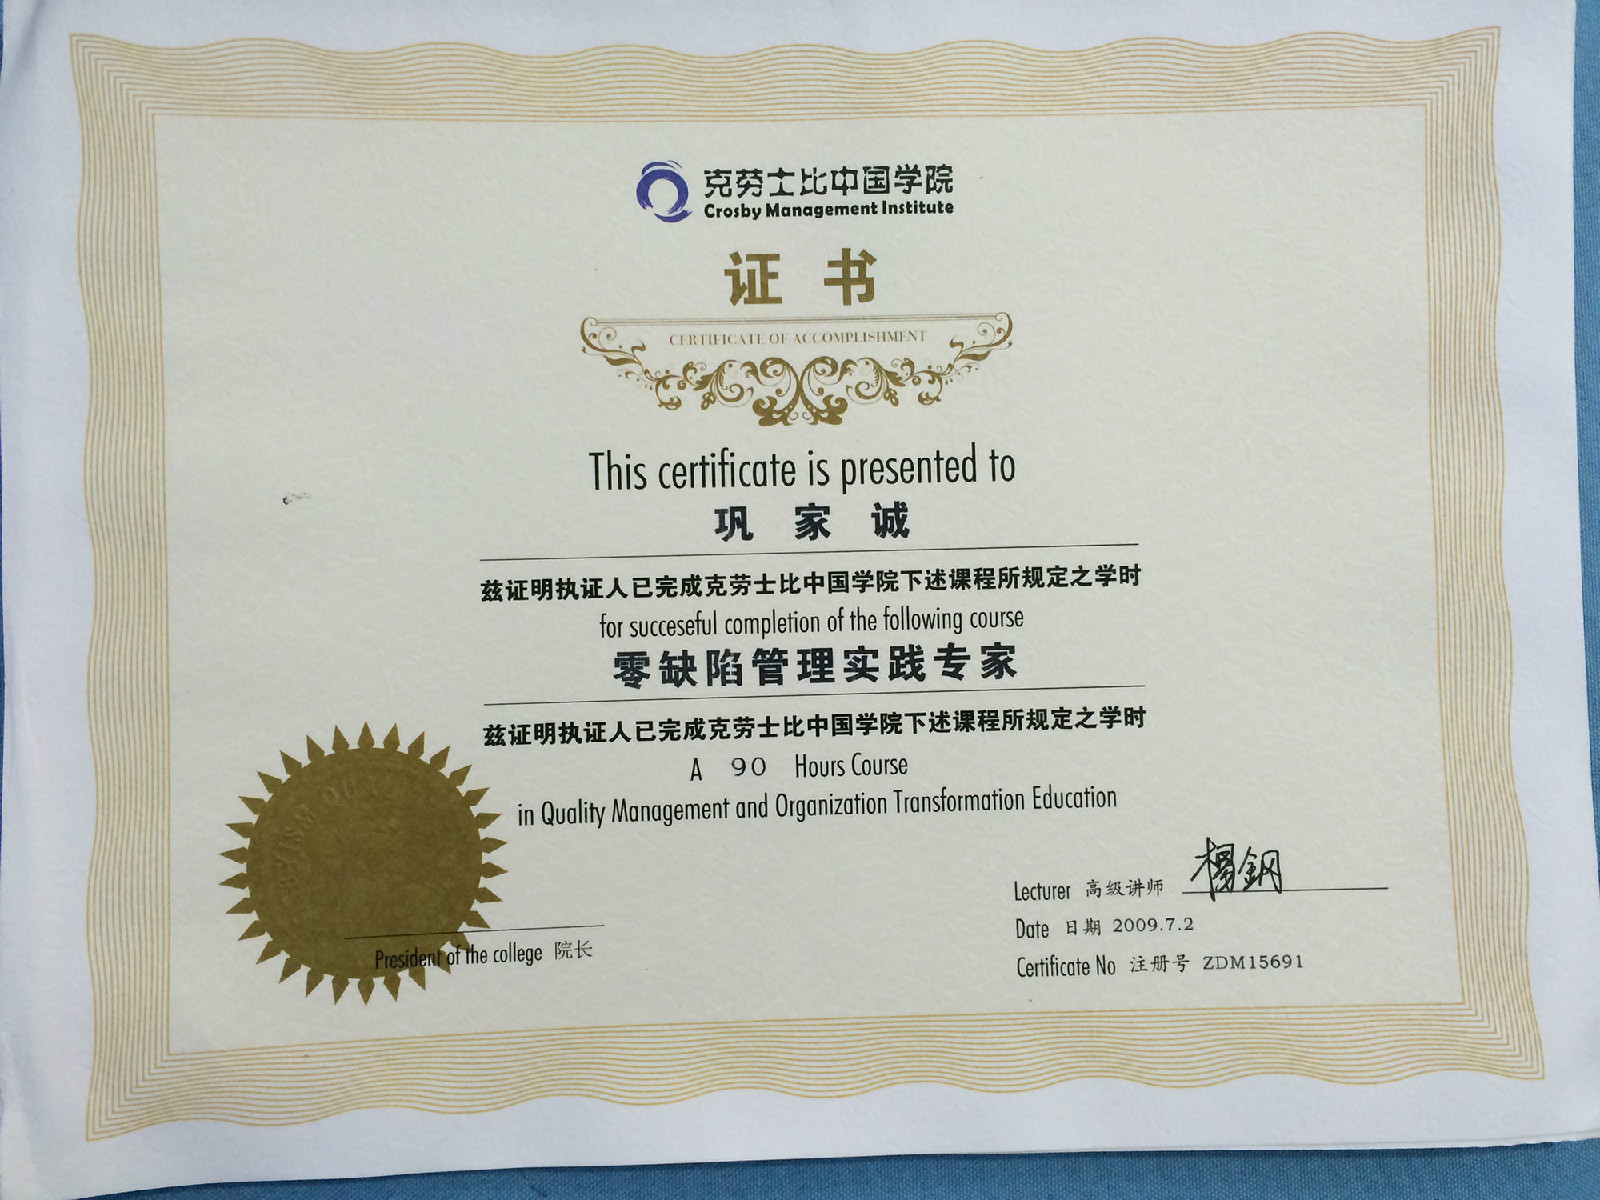 克劳士比中国学院
Crosby Management Institute
证 书
CERTIFICATE OF ACCOMPLISHMENT
This certificate is presented to
巩 家 诚
兹证明执证人已完成克劳士比中国学院下述课程所规定之学时
for succeseful completion of the following course
零缺陷管理实践专家
兹证明执证人已完成克劳士比中国学院下述课程所规定之学时
A 90 Hours Course
in Quality Management and Organization Transformation Education
Lecturer 高级讲师 楊鋼
Date 日期 2009.7.2
President of the college 院长
Certificate No 注册号 ZDM15691